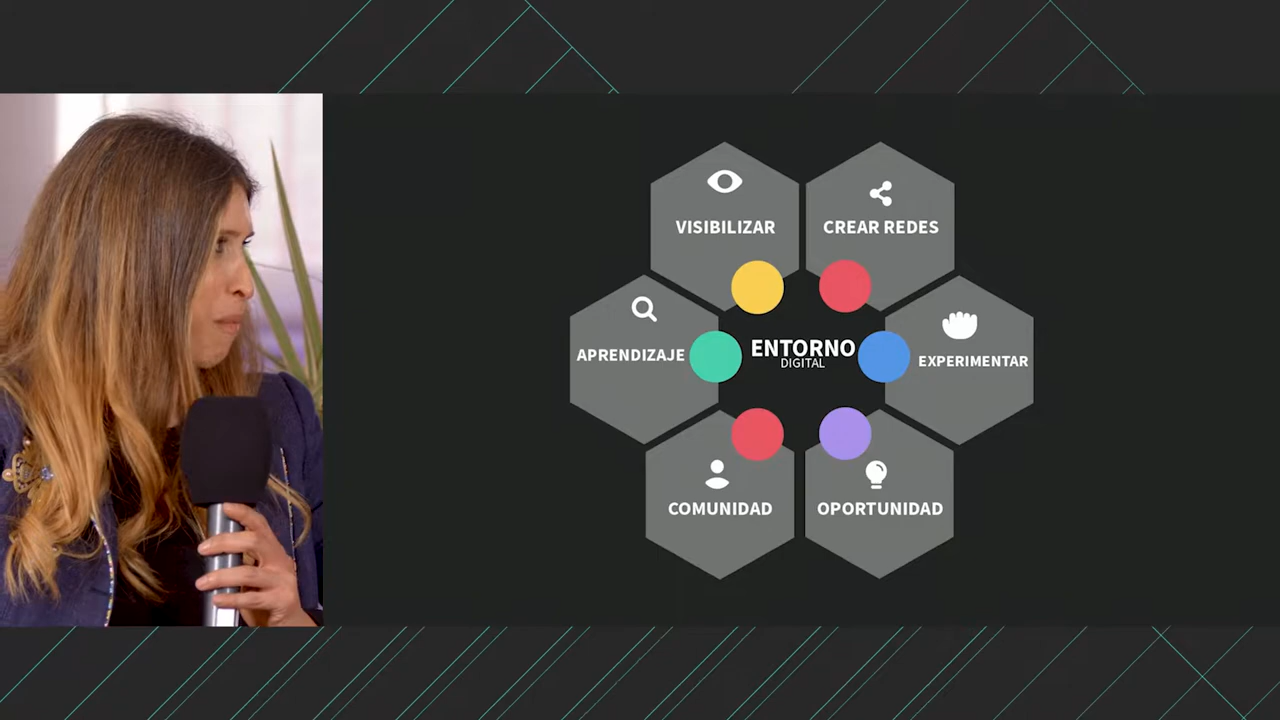 VISIBILIZAR
CREAR REDES
APRENDIZAJE
ENTORNO
DIGITAL
EXPERIMENTAR
COMUNIDAD
OPORTUNIDAD